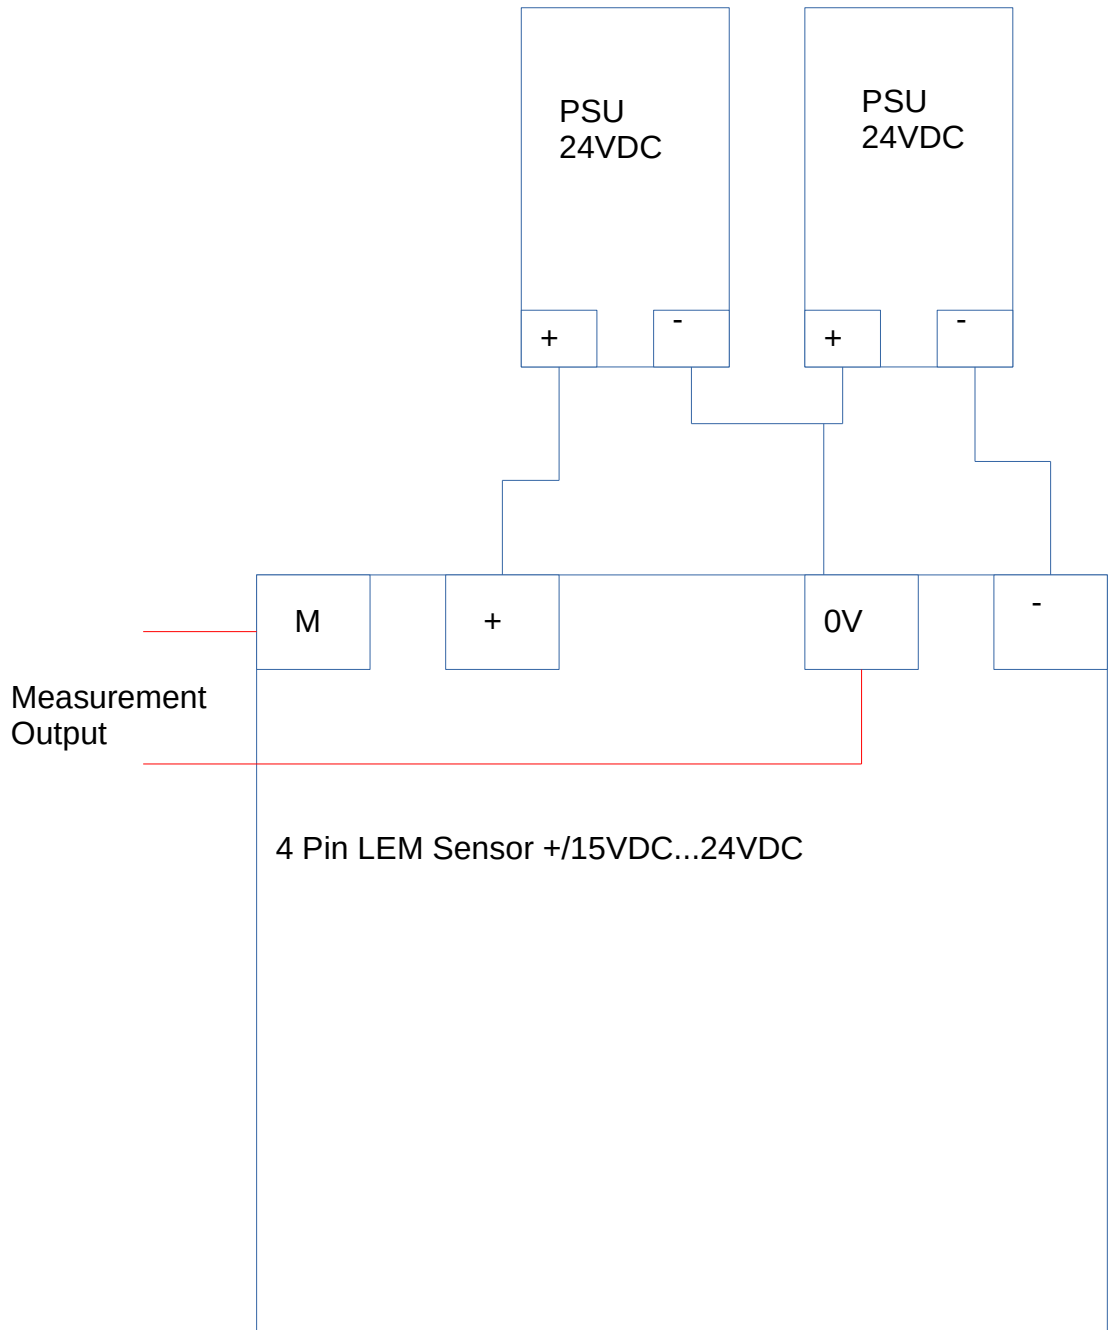 PSU
24VDC
PSU
24VDC
+
-
+
-
M
+
0V
-
Measurement
Output
4 Pin LEM Sensor +/15VDC...24VDC